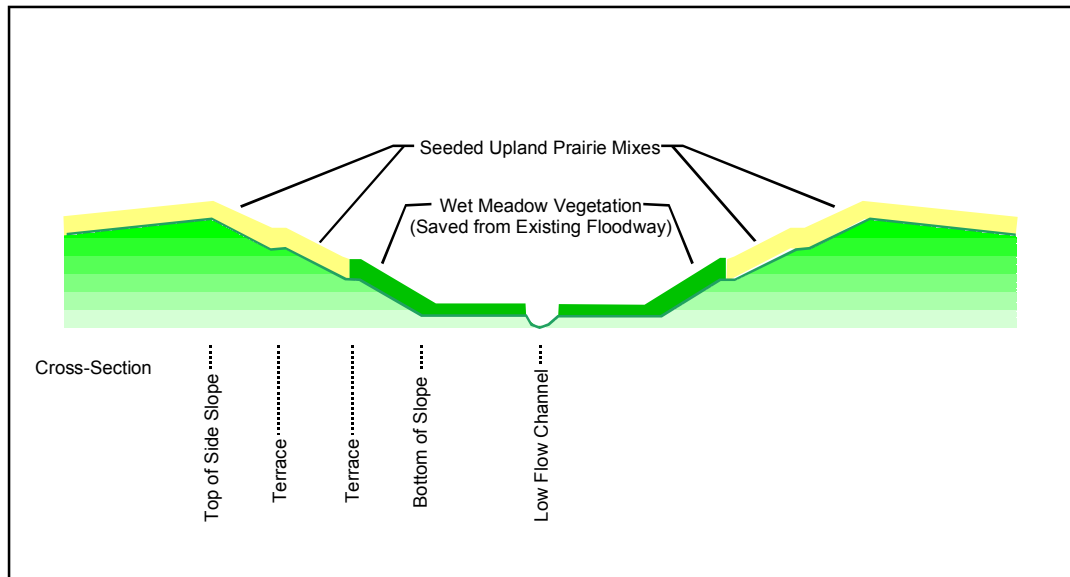 Seeded Upland Prairie Mixes
Wet Meadow Vegetation
(Saved from Existing Floodway)
Cross-Section
Top of Side Slope
Terrace
Terrace
Bottom of Slope
Low Flow Channel